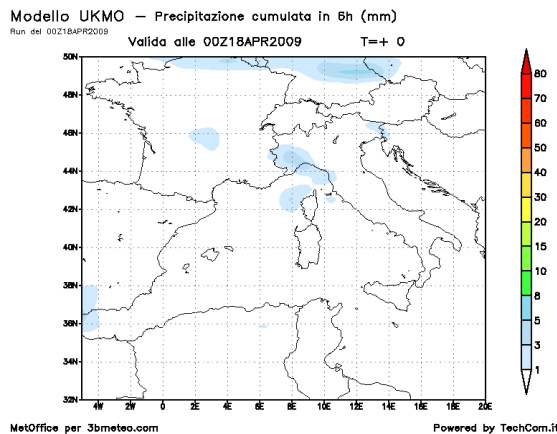 Modello UKMO – Precipitazione cumulata in 6h (mm)
Run del 00Z18APR2009
Valida alle 00Z18APR2009 T=+ 0
50N
48N
46N
44N
42N
40N
38N
36N
34N
32N
4W 2W 0 2E 4E 6E 8E 10E 12E 14E 16E 18E 20E
80
70
60
50
40
30
20
15
10
8
5
3
1
MetOffice per 3bmeteo.com Powered by TechCom.it